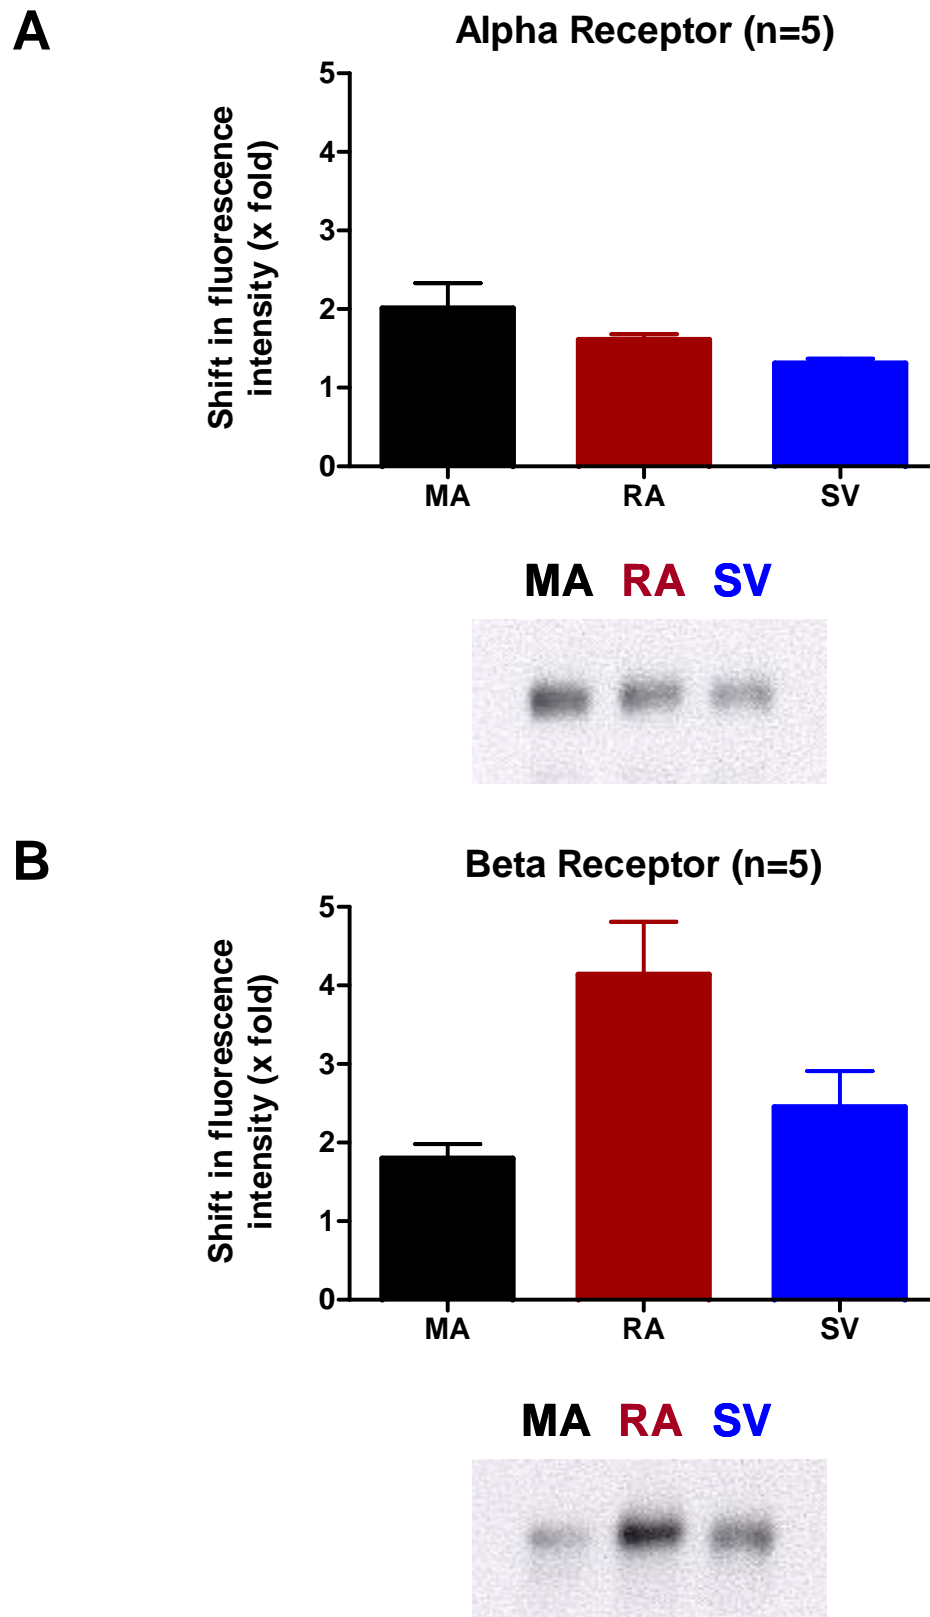 A
Alpha Receptor (n=5)
Shift in fluorescence
intensity (x fold)
5
4
3
2
1
0
MA RA SV
MA RA SV
B
Beta Receptor (n=5)
Shift in fluorescence
intensity (x fold)
5
4
3
2
1
0
MA RA SV
MA RA SV